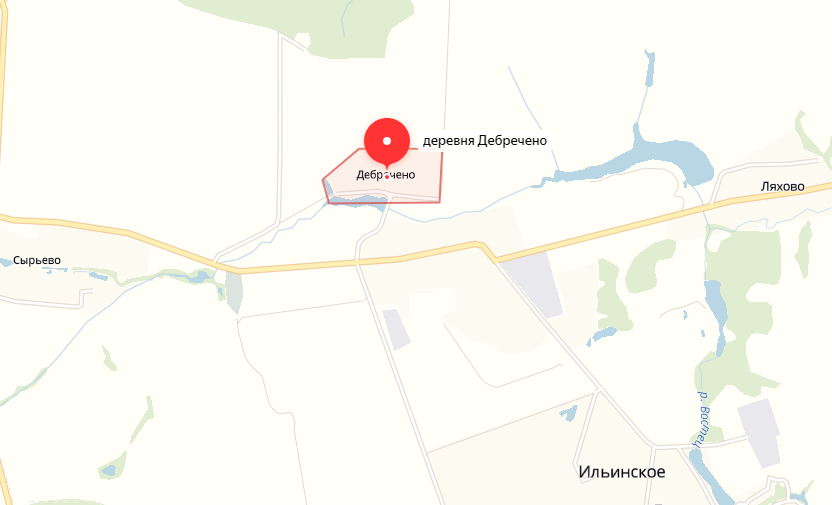 деревня Дебречено
Дебречено
Ляхово
Сырьево
р. Востец
Ильинское